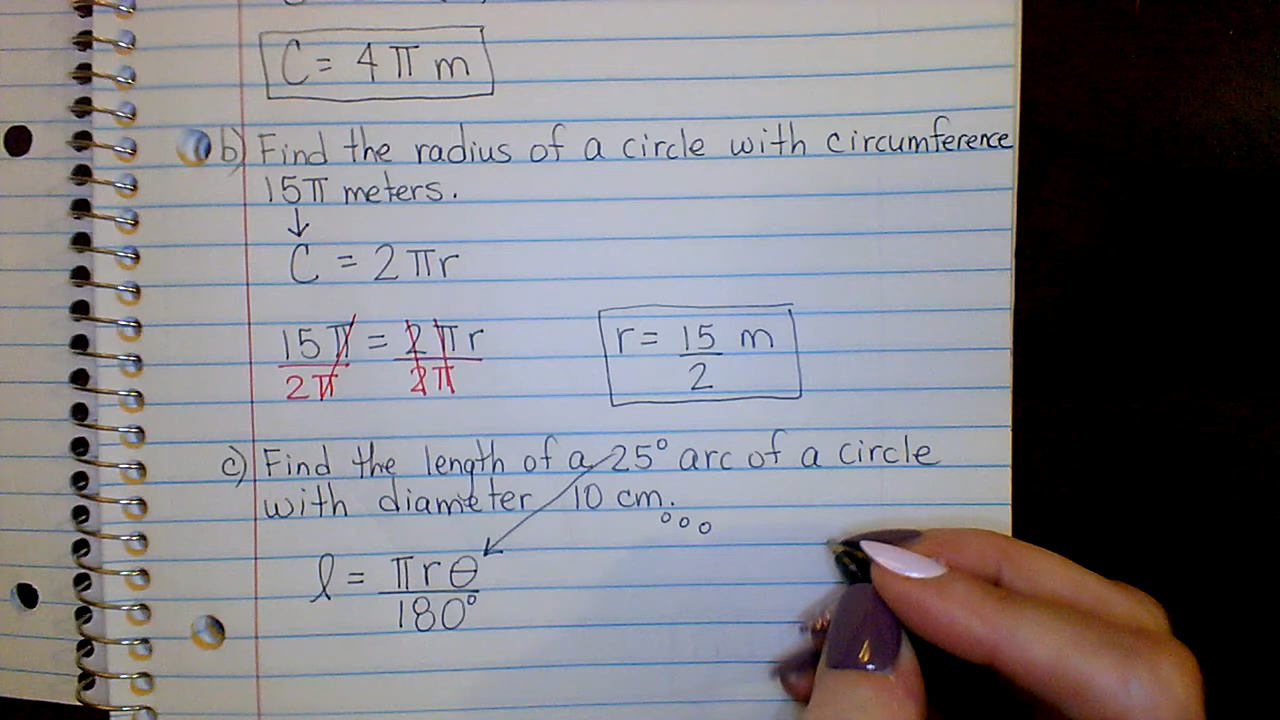 C = 4π m
b) Find the radius of a circle with circumference
15π meters.
↓
C = 2πr
15π = 2πr
2π 2π
r = 15 m
2
c) Find the length of a 25° arc of a circle
with diameter 10 cm.
l = πrθ
180°